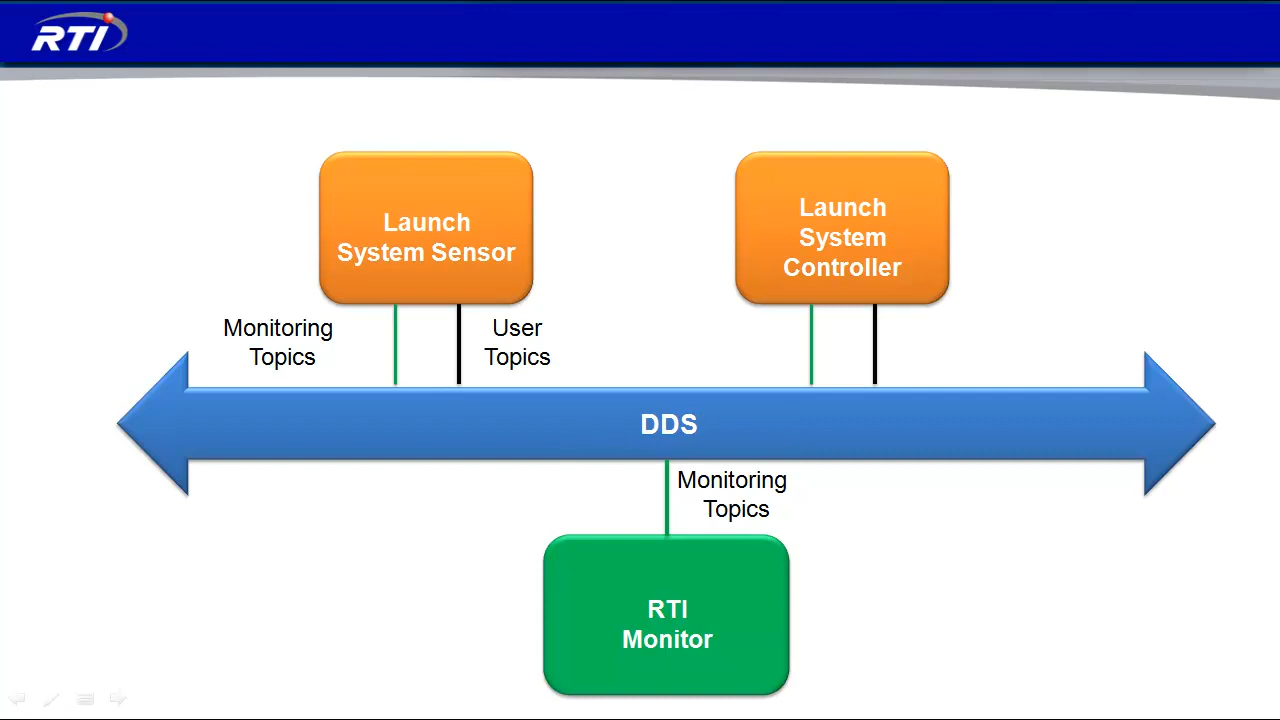 RTI
Launch
System Sensor
Launch
System
Controller
Monitoring
Topics
User
Topics
DDS
Monitoring
Topics
RTI
Monitor